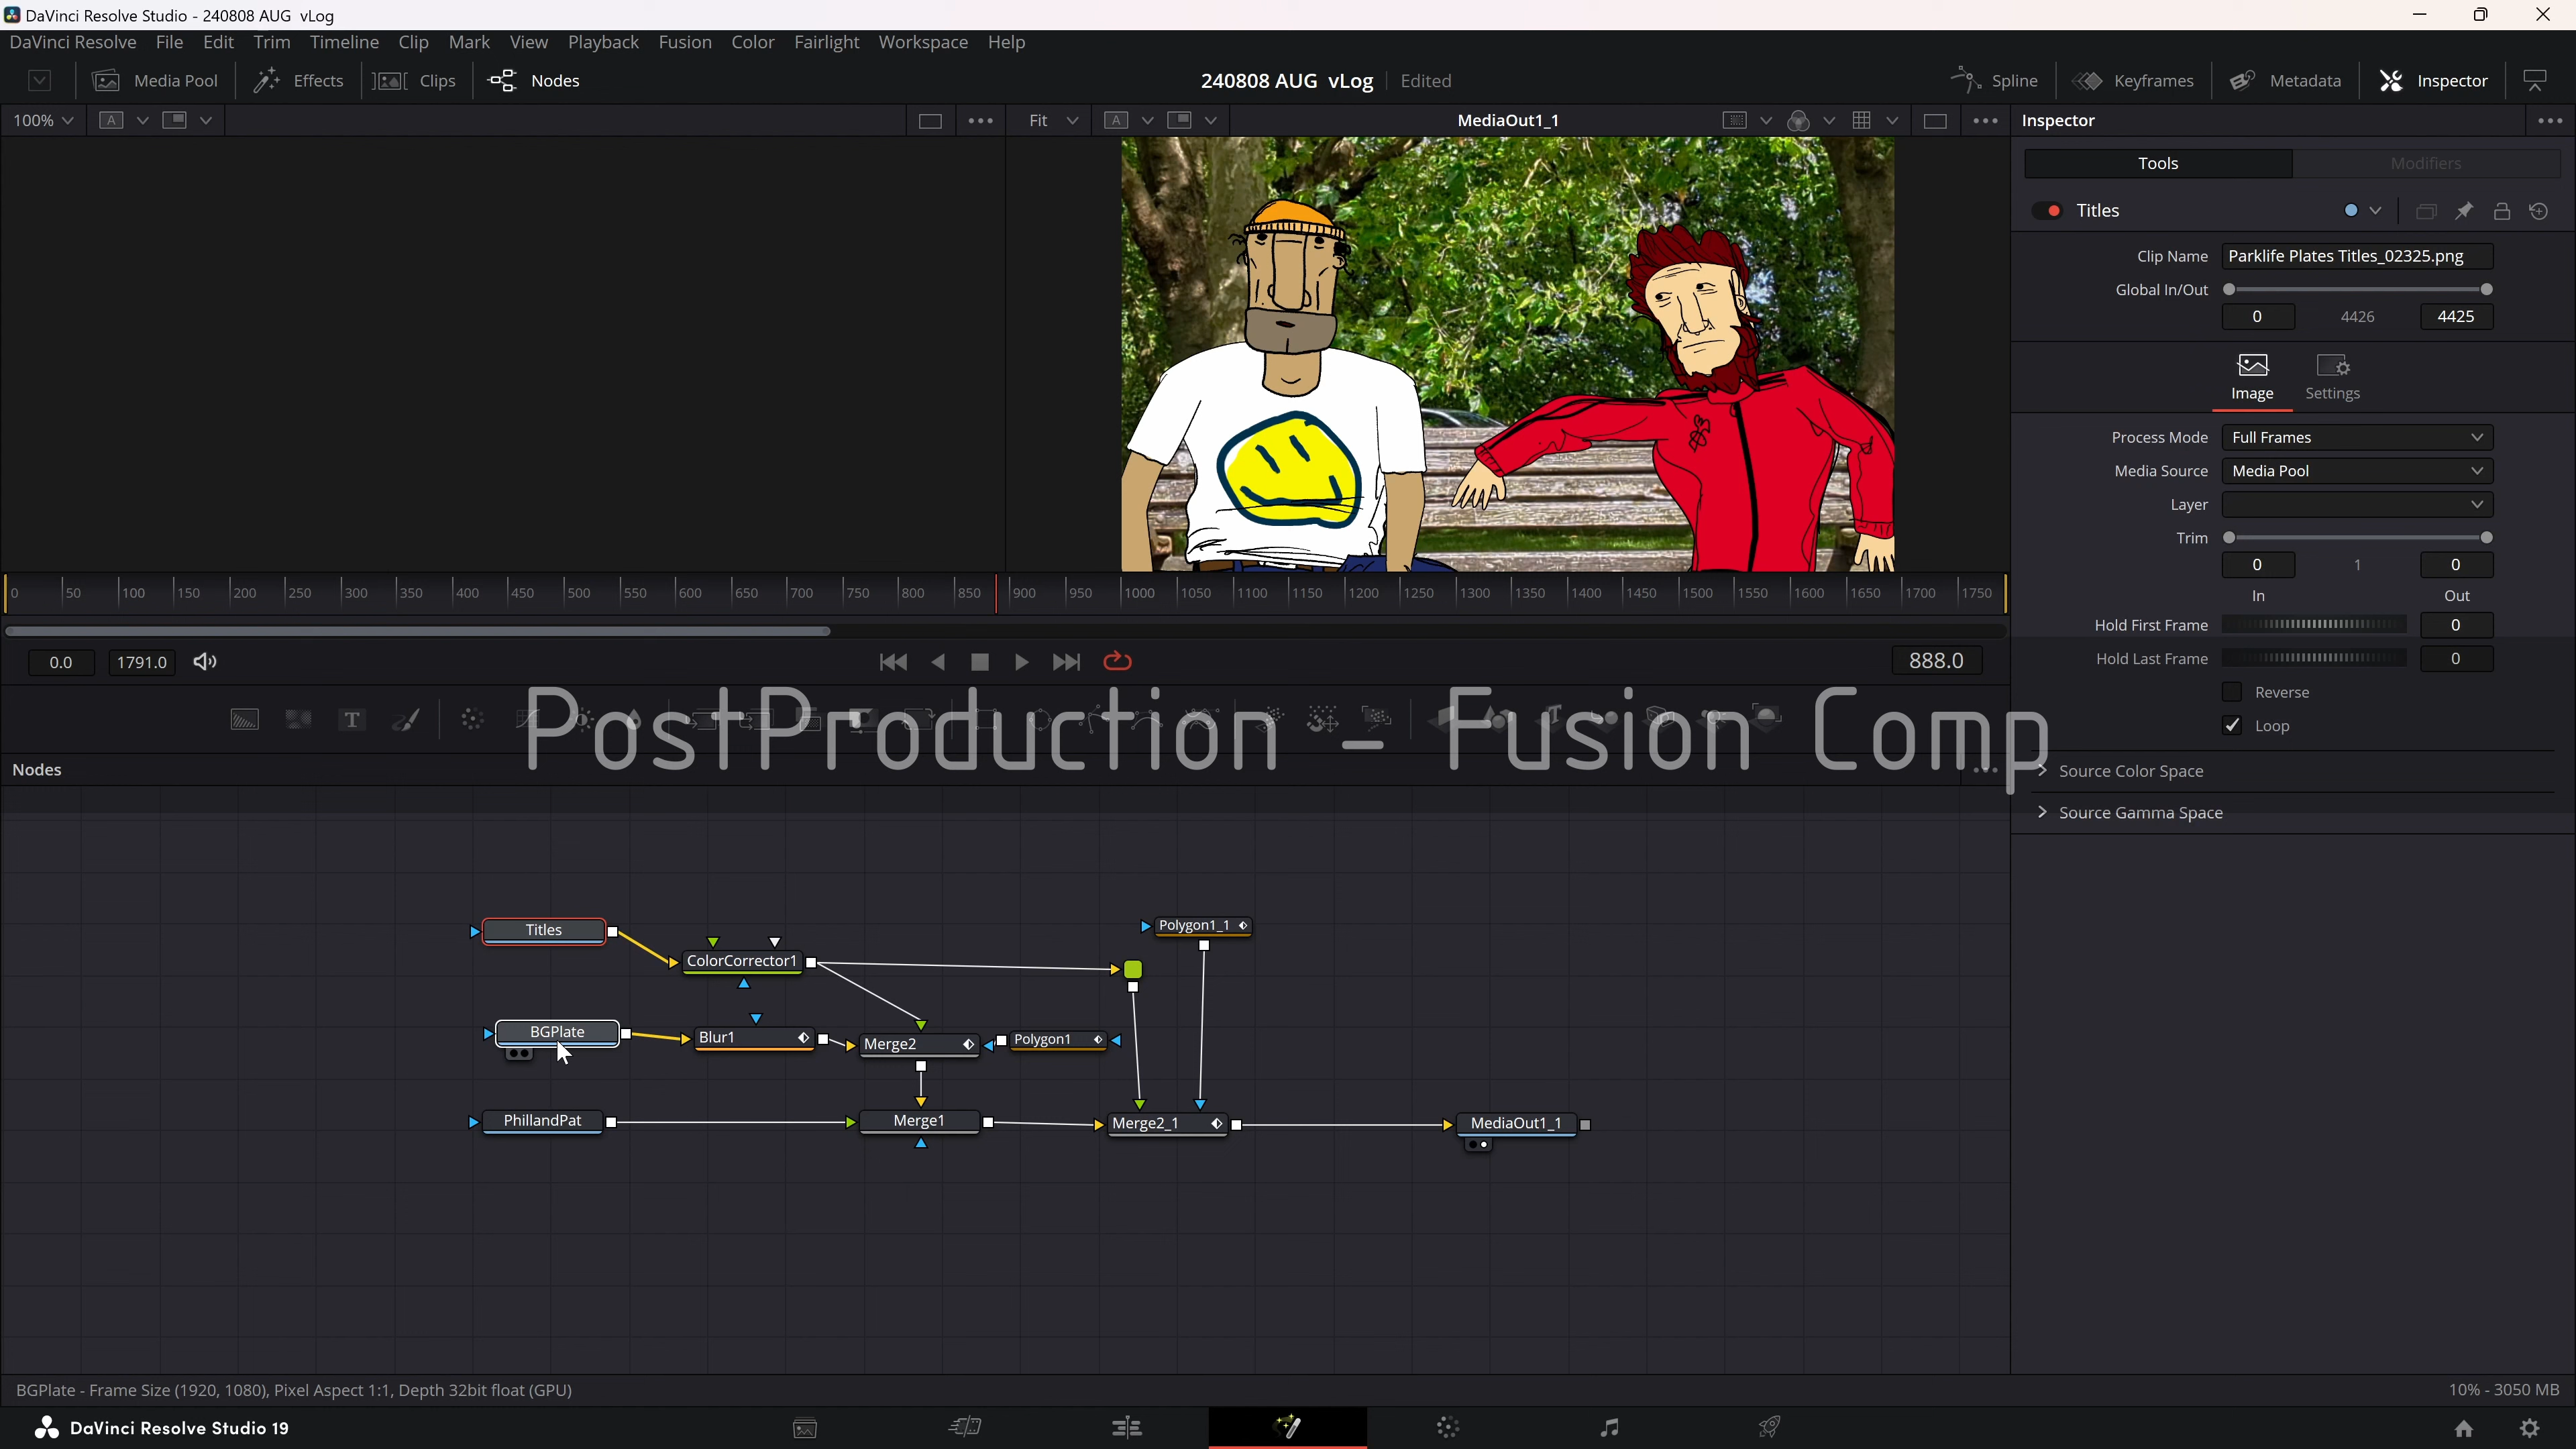 DaVinci Resolve Studio - 240808 AUG vLog
DaVinci Resolve File Edit Trim Timeline Clip Mark View Playback Fusion Color Fairlight Workspace Help
Media Pool Effects Clips Nodes 240808 AUG vLog Edited Spline Keyframes Metadata Inspector
100% A Fit A MediaOut1_1 Inspector
Tools Modifiers
Titles
Clip Name Parklife Plates Titles_02325.png
Global In/Out
0 4426 4425
Image Settings
Process Mode Full Frames
Media Source Media Pool
Layer
Trim
0 1 0
In Out
Hold First Frame 0
Hold Last Frame 0
Reverse
Loop
Source Color Space
Source Gamma Space
0 50 100 150 200 250 300 350 400 450 500 550 600 650 700 750 800 850 900 950 1000 1050 1100 1150 1200 1250 1300 1350 1400 1450 1500 1550 1600 1650 1700 1750
0.0 1791.0 888.0
T
PostProduction - Fusion Comp
Nodes
Titles
Polygon1_1
ColorCorrector1
BGPlate
Blur1
Merge2
Polygon1
PhillandPat
Merge1
Merge2_1
MediaOut1_1
BGPlate - Frame Size (1920, 1080), Pixel Aspect 1:1, Depth 32bit float (GPU) 10% - 3050 MB
DaVinci Resolve Studio 19